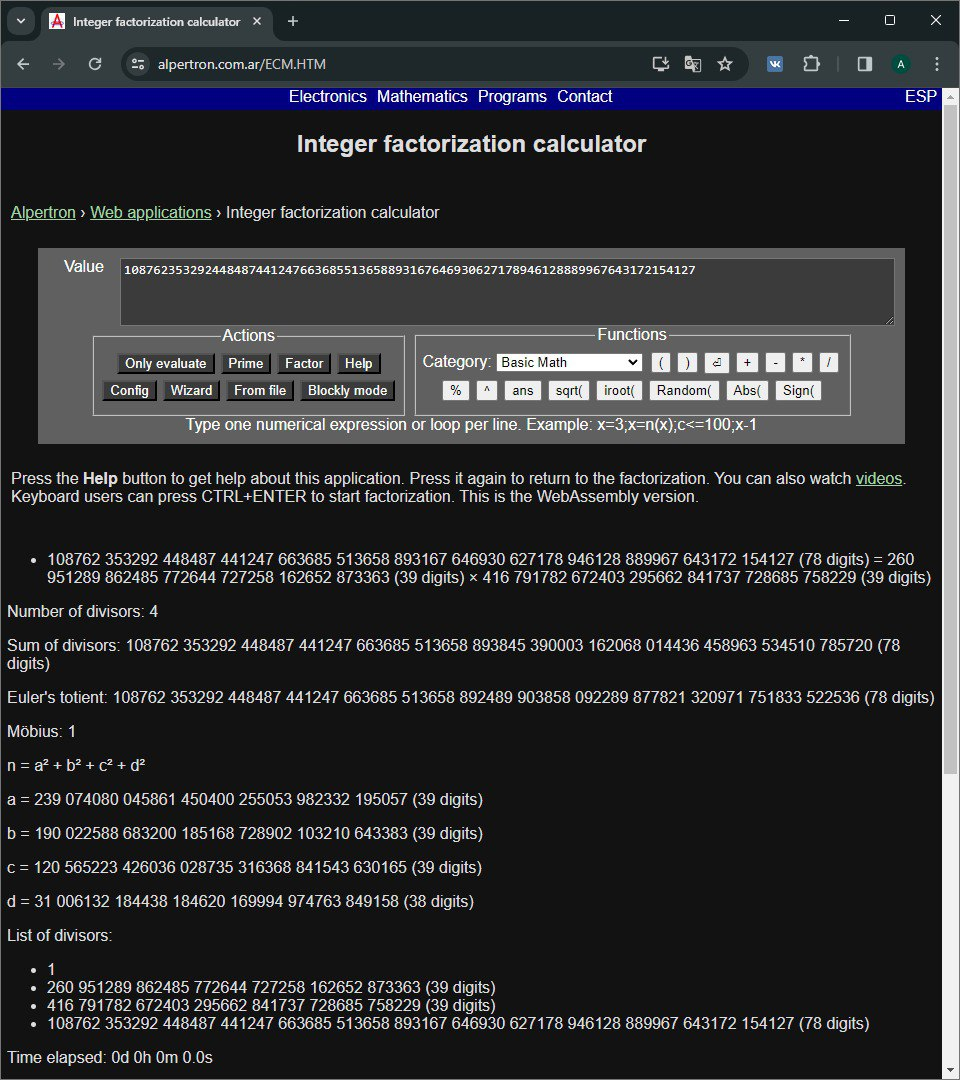 Integer factorization calculator
alpertron.com.ar/ECM.HTM
A
Electronics Mathematics Programs Contact ESP
Integer factorization calculator
Alpertron › Web applications › Integer factorization calculator
Value
108762353292448487441247663685513658893167646930627178946128889967643172154127
Actions
Only evaluate Prime Factor Help
Config Wizard From file Blockly mode
Functions
Category: Basic Math ( ) ⏎ + - * /
% ^ ans sqrt( iroot( Random( Abs( Sign(
Type one numerical expression or loop per line. Example: x=3;x=n(x);c<=100;x-1
Press the Help button to get help about this application. Press it again to return to the factorization. You can also watch videos.
Keyboard users can press CTRL+ENTER to start factorization. This is the WebAssembly version.
• 108762 353292 448487 441247 663685 513658 893167 646930 627178 946128 889967 643172 154127 (78 digits) = 260
951289 862485 772644 727258 162652 873363 (39 digits) × 416 791782 672403 295662 841737 728685 758229 (39 digits)
Number of divisors: 4
Sum of divisors: 108762 353292 448487 441247 663685 513658 893845 390003 162068 014436 458963 534510 785720 (78
digits)
Euler's totient: 108762 353292 448487 441247 663685 513658 892489 903858 092289 877821 320971 751833 522536 (78 digits)
Möbius: 1
n = a² + b² + c² + d²
a = 239 074080 045861 450400 255053 982332 195057 (39 digits)
b = 190 022588 683200 185168 728902 103210 643383 (39 digits)
c = 120 565223 426036 028735 316368 841543 630165 (39 digits)
d = 31 006132 184438 184620 169994 974763 849158 (38 digits)
List of divisors:
• 1
• 260 951289 862485 772644 727258 162652 873363 (39 digits)
• 416 791782 672403 295662 841737 728685 758229 (39 digits)
• 108762 353292 448487 441247 663685 513658 893167 646930 627178 946128 889967 643172 154127 (78 digits)
Time elapsed: 0d 0h 0m 0.0s